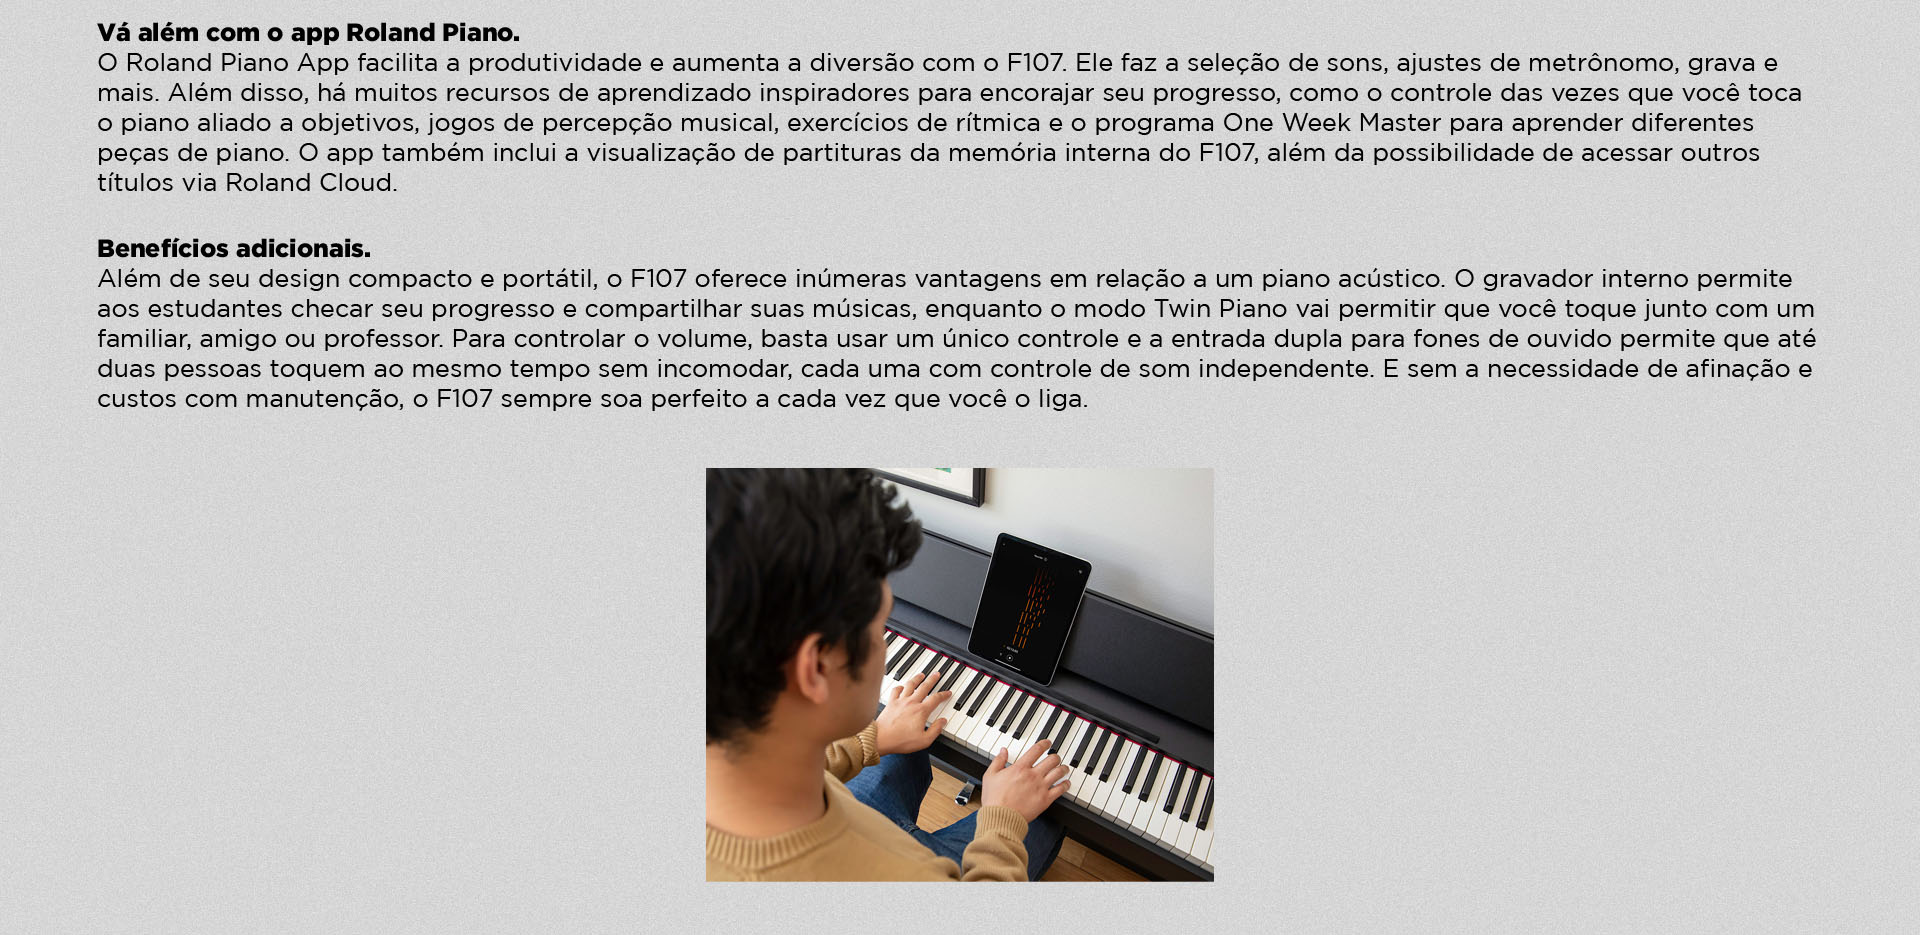 Vá além com o app Roland Piano.
O Roland Piano App facilita a produtividade e aumenta a diversão com o F107. Ele faz a seleção de sons, ajustes de metrônomo, grava e
mais. Além disso, há muitos recursos de aprendizado inspiradores para encorajar seu progresso, como o controle das vezes que você toca
o piano aliado a objetivos, jogos de percepção musical, exercícios de rítmica e o programa One Week Master para aprender diferentes
peças de piano. O app também inclui a visualização de partituras da memória interna do F107, além da possibilidade de acessar outros
títulos via Roland Cloud.
Benefícios adicionais.
Além de seu design compacto e portátil, o F107 oferece inúmeras vantagens em relação a um piano acústico. O gravador interno permite
aos estudantes checar seu progresso e compartilhar suas músicas, enquanto o modo Twin Piano vai permitir que você toque junto com um
familiar, amigo ou professor. Para controlar o volume, basta usar um único controle e a entrada dupla para fones de ouvido permite que até
duas pessoas toquem ao mesmo tempo sem incomodar, cada uma com controle de som independente. E sem a necessidade de afinação e
custos com manutenção, o F107 sempre soa perfeito a cada vez que você o liga.